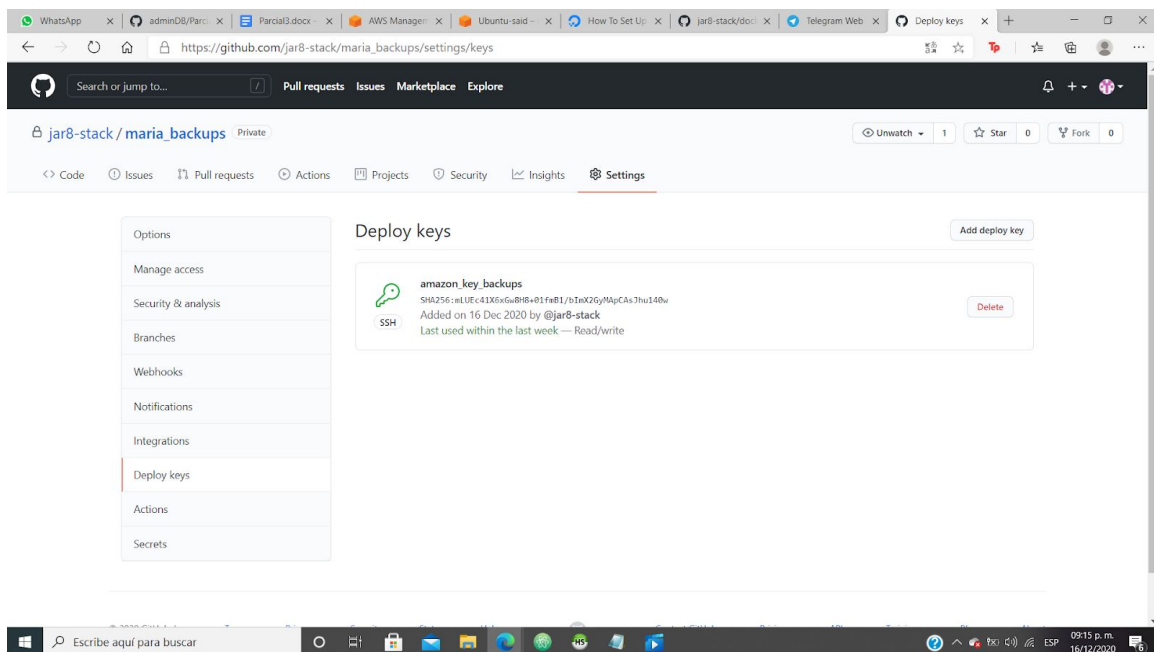 WhatsApp
adminDB/Parci
Parcial3.docx -
AWS Managem
Ubuntu-said –
How To Set Up
jar8-stack/doc
Telegram Web
Deploy keys
https://github.com/jar8-stack/maria_backups/settings/keys
Search or jump to...
/
Pull requests Issues Marketplace Explore
jar8-stack / maria_backups Private
Unwatch 1
Star 0
Fork 0
Code
Issues
Pull requests
Actions
Projects
Security
Insights
Settings
Options
Manage access
Security & analysis
Branches
Webhooks
Notifications
Integrations
Deploy keys
Actions
Secrets
Deploy keys
Add deploy key
amazon_key_backups
SHA256:mLUEc41X6xGw8H8+01fmB1/bImX2GyMApCAsJhu140w
Added on 16 Dec 2020 by @jar8-stack
Last used within the last week — Read/write
SSH
Delete
Escribe aquí para buscar
ESP
09:15 p. m.
16/12/2020